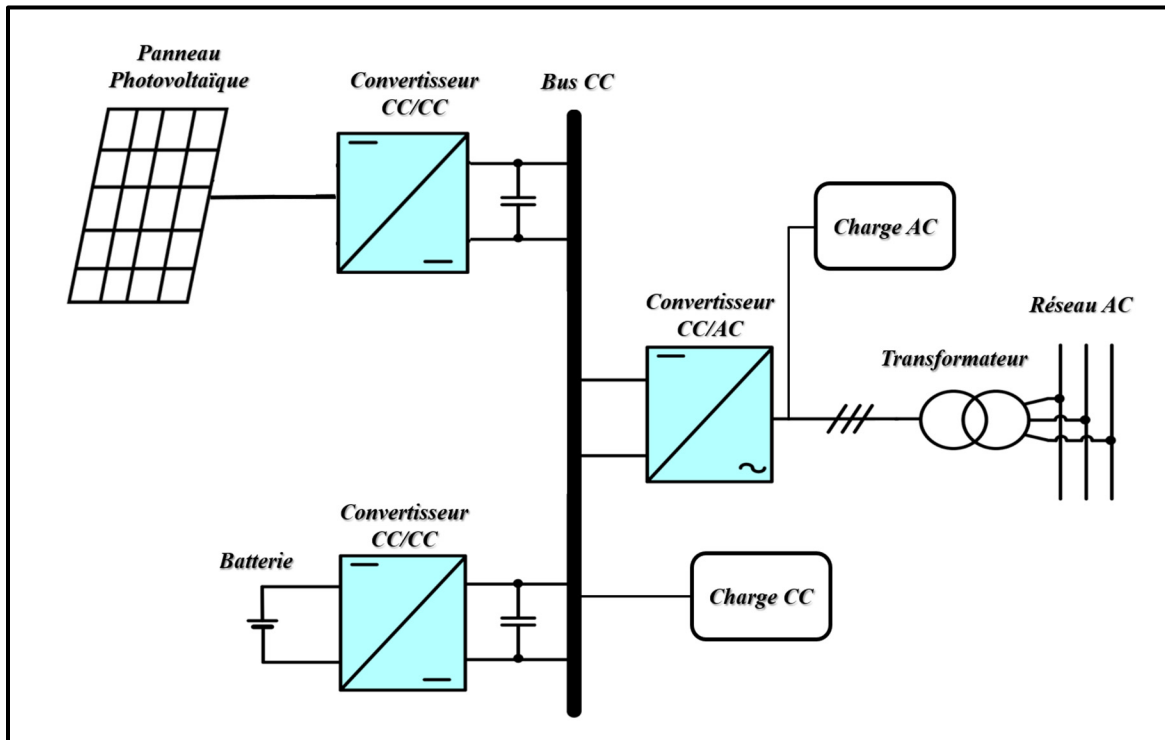 Panneau
Photovoltaïque
Convertisseur
CC/CC
Bus CC
Charge AC
Convertisseur
CC/AC
Réseau AC
Transformateur
Convertisseur
CC/CC
Batterie
Charge CC